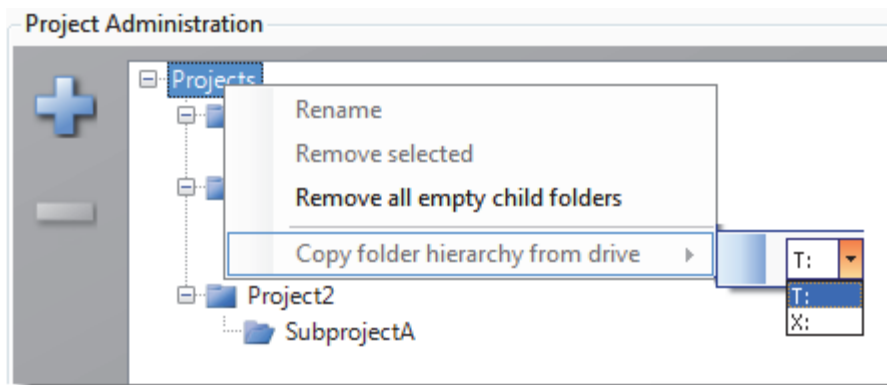 Project Administration
Projects
Rename
Remove selected
Remove all empty child folders
Copy folder hierarchy from drive
T:
T:
X:
Project2
SubprojectA